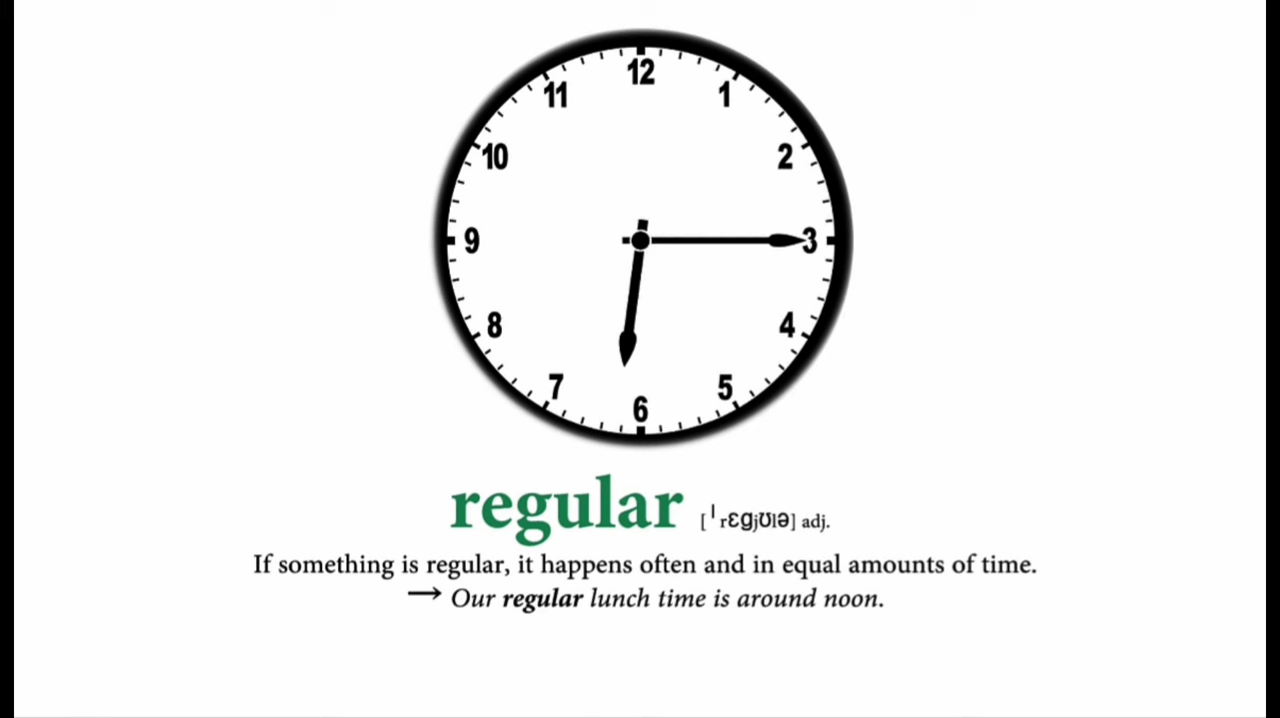 12
11 1
10 2
9 3
8 4
7 5
6
regular [ˈrɛgjʊlə] adj.
If something is regular, it happens often and in equal amounts of time.
→ Our regular lunch time is around noon.